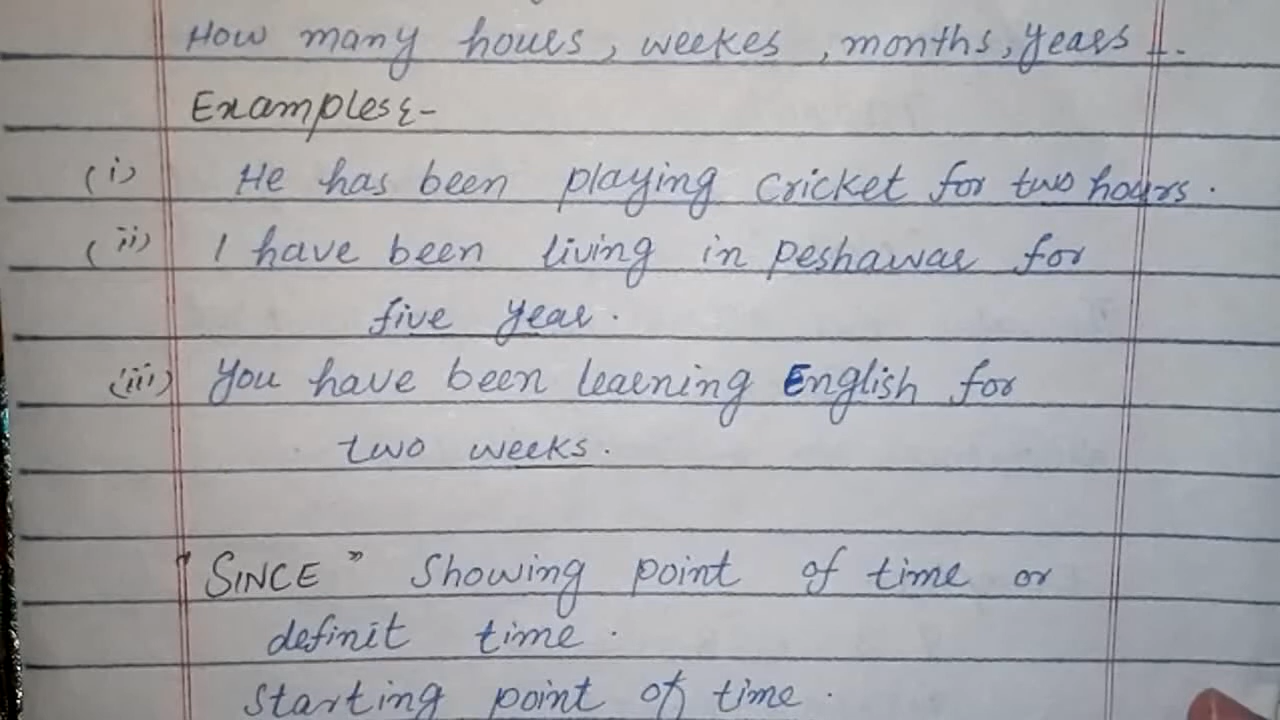 How many hours, weekes, months, years -.
Examples:-
(i) He has been playing cricket for two hours.
(ii) I have been living in peshawar for
five year.
(iii) You have been learning English for
two weeks.
"SINCE" Showing point of time or
definit time.
Starting point of time.